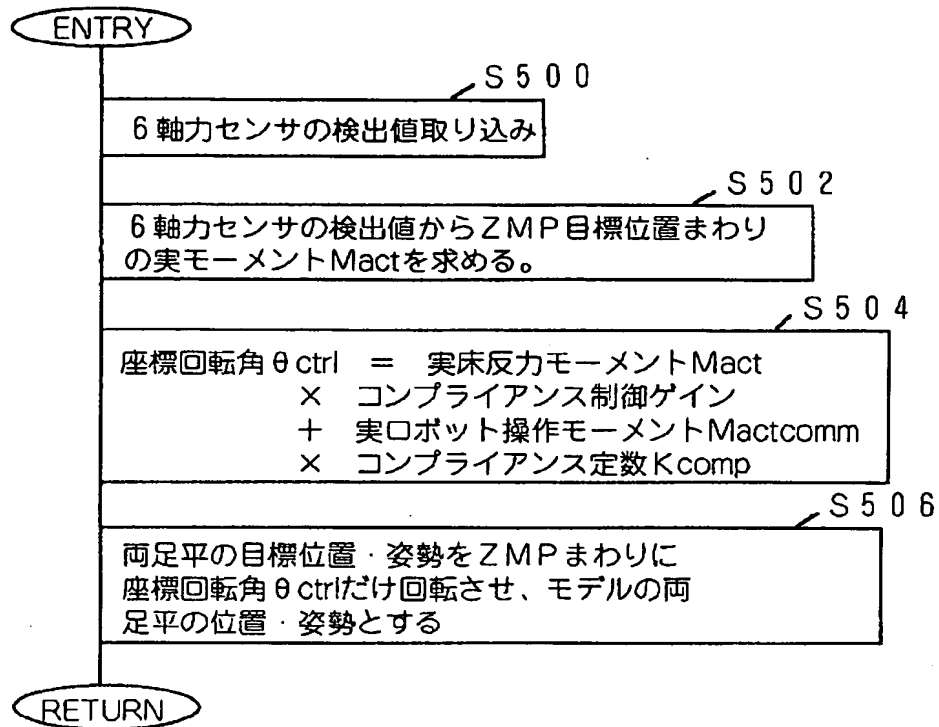 ENTRY
S500
6軸力センサの検出値取り込み
S502
6軸力センサの検出値からZMP目標位置まわり
の実モーメントMactを求める。
S504
座標回転角θctrl = 実床反力モーメントMact
× コンプライアンス制御ゲイン
+ 実ロボット操作モーメントMactcomm
× コンプライアンス定数Kcomp
S506
両足平の目標位置・姿勢をZMPまわりに
座標回転角θctrlだけ回転させ、モデルの両
足平の位置・姿勢とする
RETURN